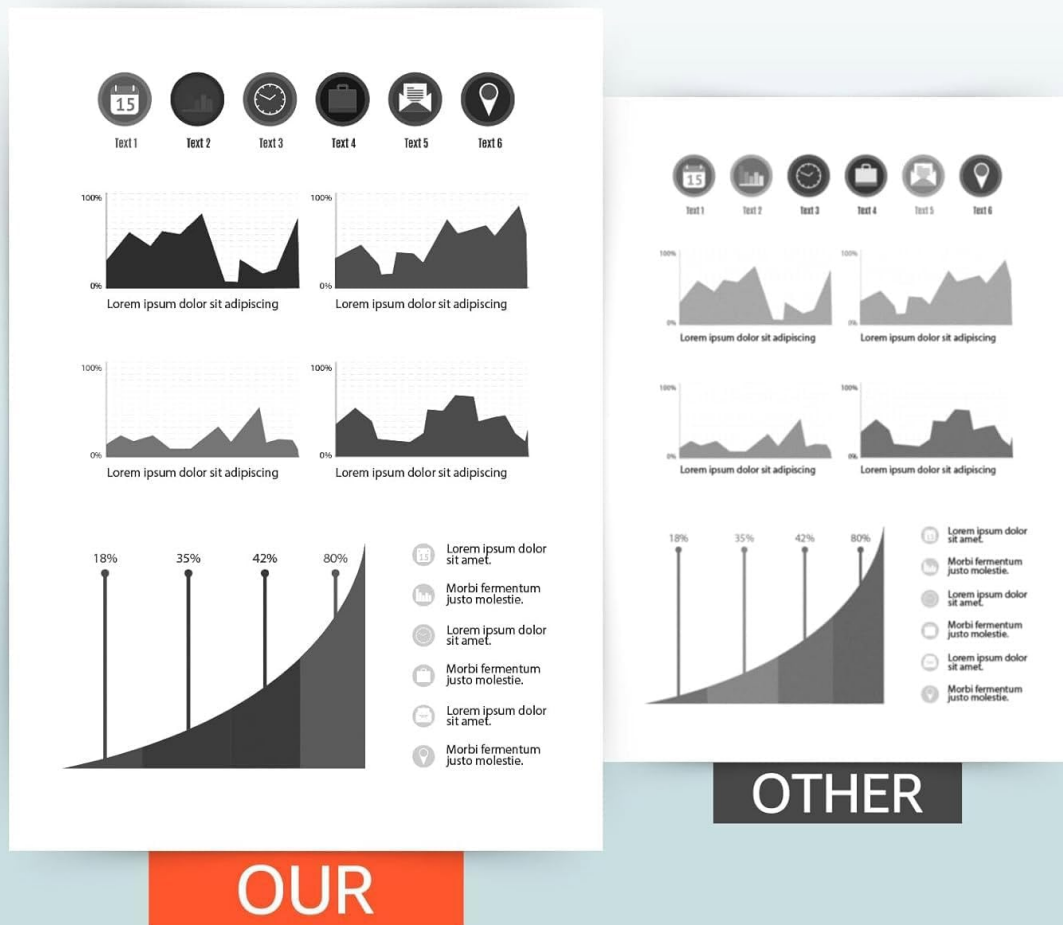 15
Text 1 Text 2 Text 3 Text 4 Text 5 Text 6
100% 100%
0% 0%
Lorem ipsum dolor sit adipiscing Lorem ipsum dolor sit adipiscing
100% 100%
0% 0%
Lorem ipsum dolor sit adipiscing Lorem ipsum dolor sit adipiscing
18% 35% 42% 80%
15
Lorem ipsum dolor
sit amet.
Morbi fermentum
justo molestie.
Lorem ipsum dolor
sit amet.
Morbi fermentum
justo molestie.
Lorem ipsum dolor
sit amet.
Morbi fermentum
justo molestie.
OUR
15
Text 1 Text 2 Text 3 Text 4 Text 5 Text 6
100% 100%
0% 0%
Lorem ipsum dolor sit adipiscing Lorem ipsum dolor sit adipiscing
100% 100%
0% 0%
Lorem ipsum dolor sit adipiscing Lorem ipsum dolor sit adipiscing
18% 35% 42% 80%
Lorem ipsum dolor
sit amet.
Morbi fermentum
justo molestie.
Lorem ipsum dolor
sit amet.
Morbi fermentum
justo molestie.
Lorem ipsum dolor
sit amet.
Morbi fermentum
justo molestie.
OTHER